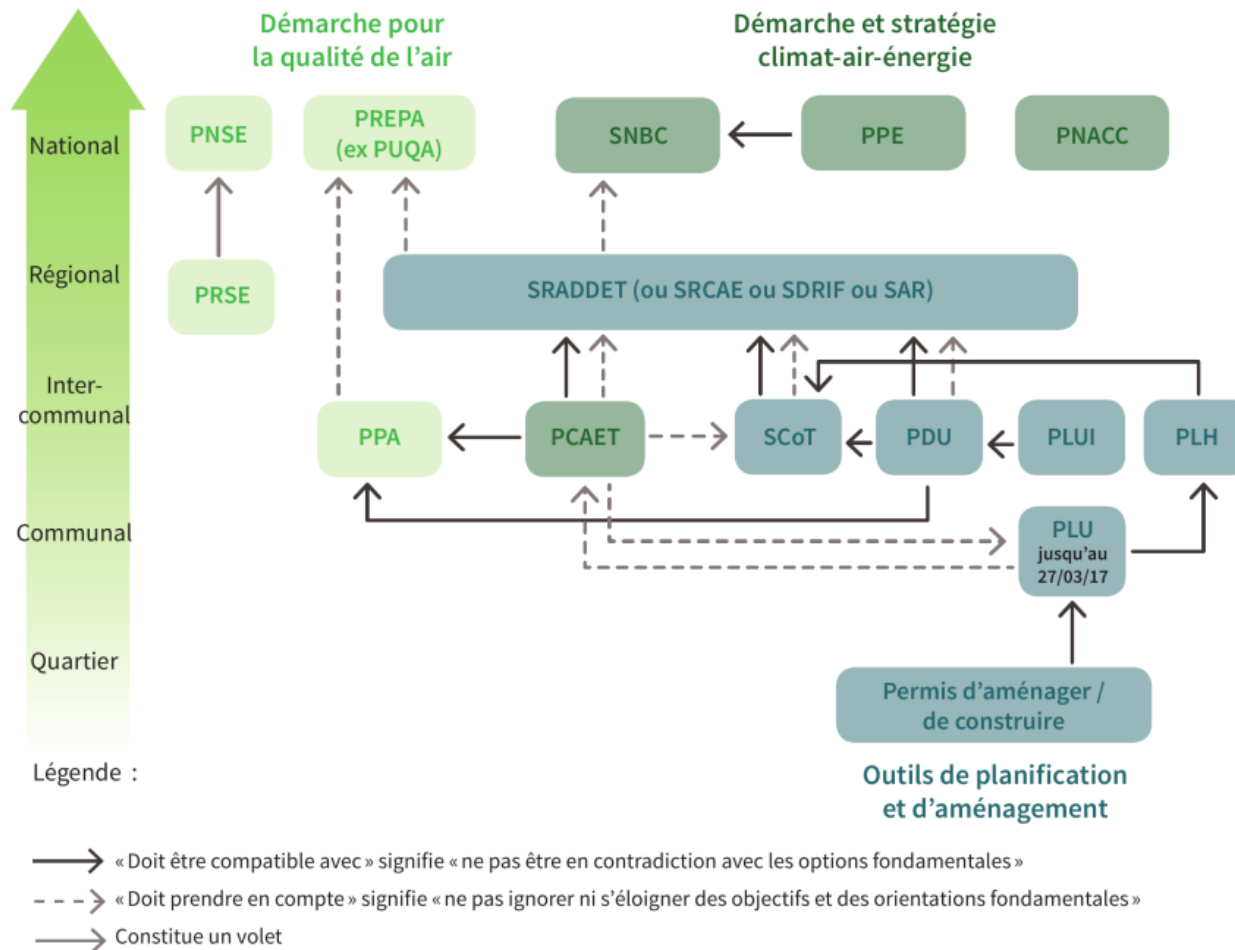 Démarche pour
la qualité de l’air
Démarche et stratégie
climat-air-énergie
National
PNSE
PREPA
(ex PUQA)
SNBC
PPE
PNACC
Régional
PRSE
SRADDET (ou SRCAE ou SDRIF ou SAR)
Inter-
communal
PPA
PCAET
SCoT
PDU
PLUI
PLH
Communal
PLU
jusqu’au
27/03/17
Quartier
Permis d’aménager /
de construire
Légende :
Outils de planification
et d’aménagement
« Doit être compatible avec » signifie « ne pas être en contradiction avec les options fondamentales »
« Doit prendre en compte » signifie « ne pas ignorer ni s’éloigner des objectifs et des orientations fondamentales »
Constitue un volet